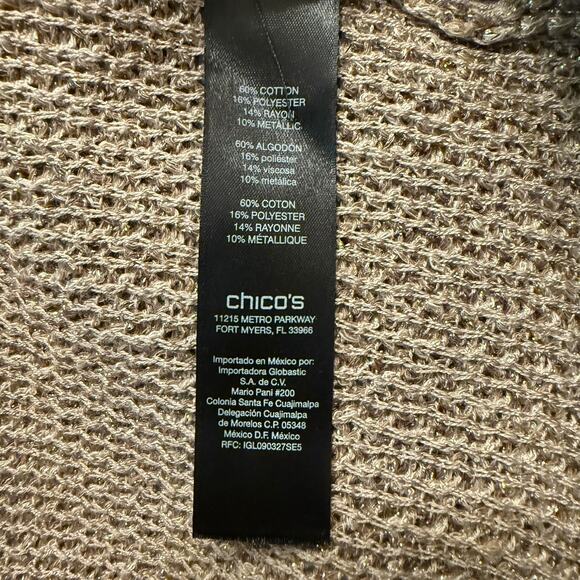 60% COTTON
16% POLYESTER
14% RAYON
10% METALLIC
60% ALGODON
16% poliéster
14% viscosa
10% metálica
60% COTON
16% POLYESTER
14% RAYONNE
10% MÉTALLIQUE
chico's
11215 METRO PARKWAY
FORT MYERS, FL 33966
Importado en México por:
Importadora Globastic
S.A. de C.V.
Mario Pani #200
Colonia Santa Fe Cuajimalpa
Delegación Cuajimalpa
de Morelos C.P. 05348
México D.F. México
RFC: IGL090327SE5